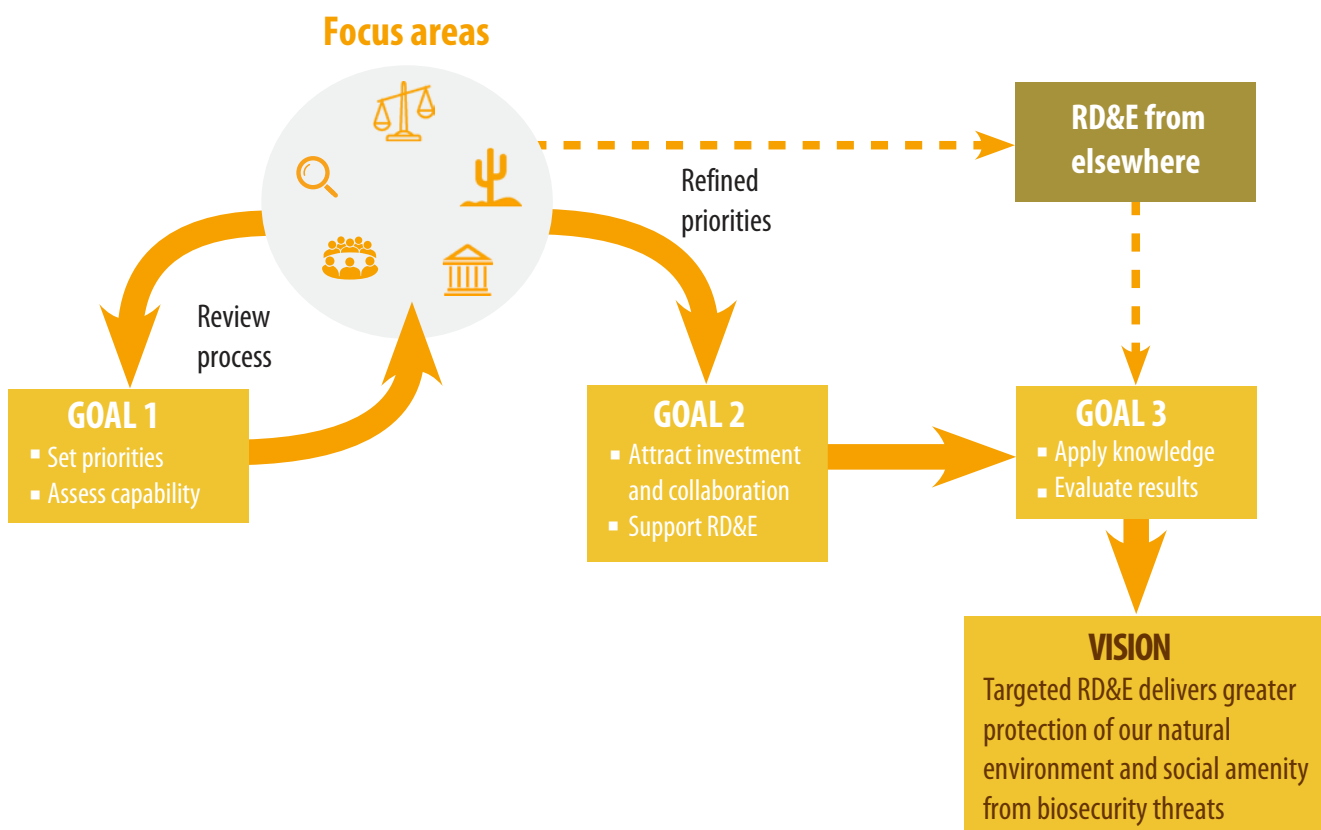 Focus areas
RD&E from
elsewhere
Refined
priorities
Review
process
GOAL 1
▪ Set priorities
▪ Assess capability
GOAL 2
▪ Attract investment
and collaboration
▪ Support RD&E
GOAL 3
▪ Apply knowledge
▪ Evaluate results
VISION
Targeted RD&E delivers greater
protection of our natural
environment and social amenity
from biosecurity threats